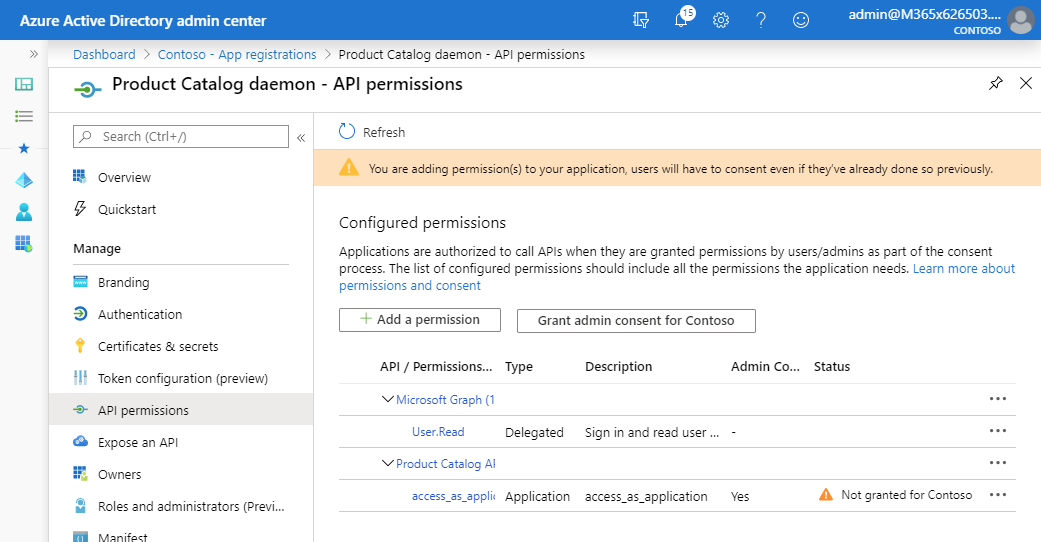 Azure Active Directory admin center
15
admin@M365x626503....
CONTOSO
Dashboard > Contoso - App registrations > Product Catalog daemon - API permissions
Product Catalog daemon - API permissions
Search (Ctrl+/)
Overview
Quickstart
Manage
Branding
Authentication
Certificates & secrets
Token configuration (preview)
API permissions
Expose an API
Owners
Roles and administrators (Previ...
Manifest
Refresh
You are adding permission(s) to your application, users will have to consent even if they've already done so previously.
Configured permissions
Applications are authorized to call APIs when they are granted permissions by users/admins as part of the consent
process. The list of configured permissions should include all the permissions the application needs. Learn more about
permissions and consent
+ Add a permission Grant admin consent for Contoso
API / Permissions... Type Description Admin Co... Status
Microsoft Graph (1
User.Read Delegated Sign in and read user ... -
Product Catalog AP
access_as_applic Application access_as_application Yes Not granted for Contoso